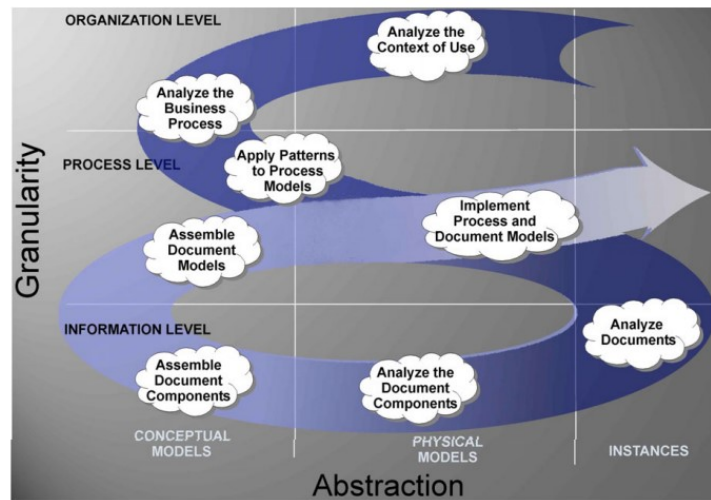 ORGANIZATION LEVEL
Analyze the
Context of Use
Analyze the
Business
Process
PROCESS LEVEL
Apply Patterns
to Process
Models
Implement
Process and
Document Models
Assemble
Document
Models
Granularity
INFORMATION LEVEL
Analyze
Documents
Assemble
Document
Components
Analyze the
Document
Components
CONCEPTUAL
MODELS
PHYSICAL
MODELS
INSTANCES
Abstraction